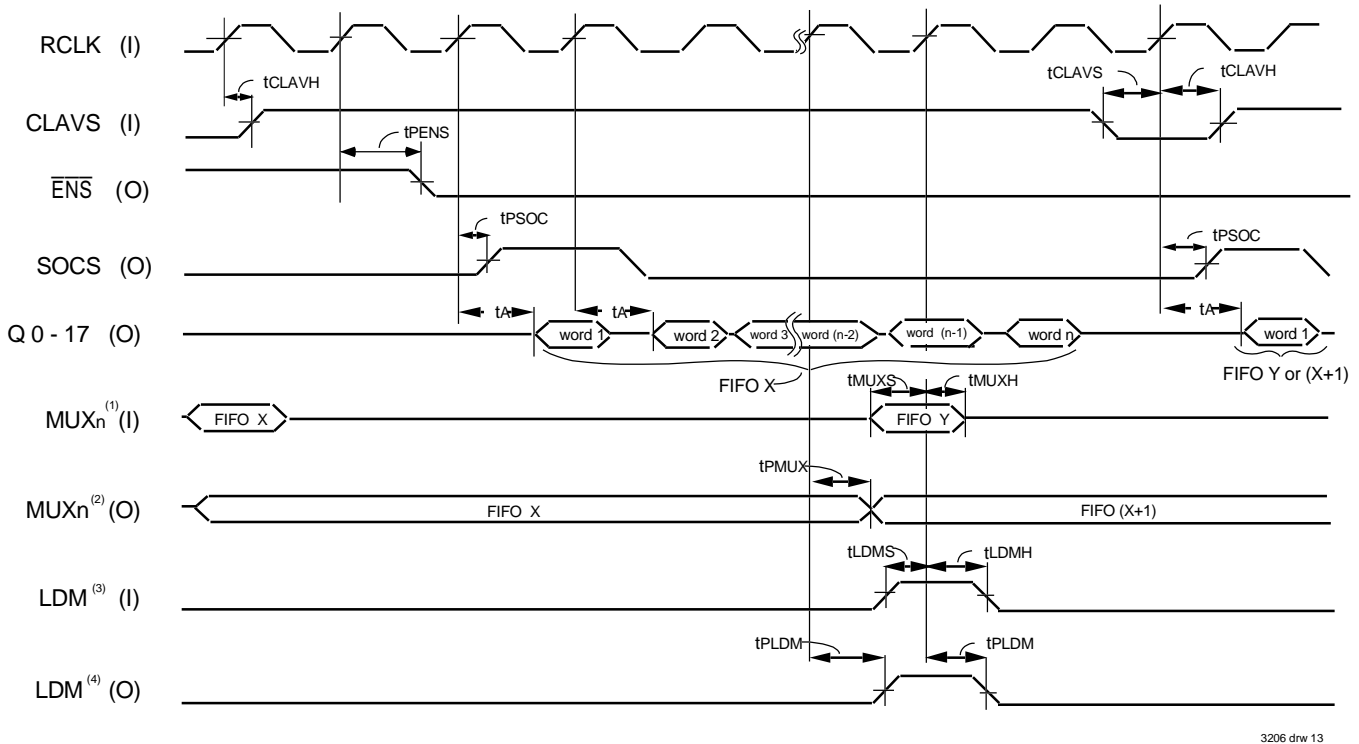 RCLK (I)
tCLAVH
tCLAVS
tCLAVH
CLAVS (I)
tPENS
ENS (O)
tPSOC
tPSOC
SOCS (O)
tA
tA
tA
Q 0 - 17 (O)
word 1
word 2
word 3
word (n-2)
word (n-1)
word n
word 1
FIFO X
FIFO Y or (X+1)
tMUXS
tMUXH
MUXn (1) (I)
FIFO X
FIFO Y
tPMUX
MUXn (2) (O)
FIFO X
FIFO (X+1)
tLDMS
tLDMH
LDM (3) (I)
tPLDM
tPLDM
LDM (4) (O)
3206 drw 13